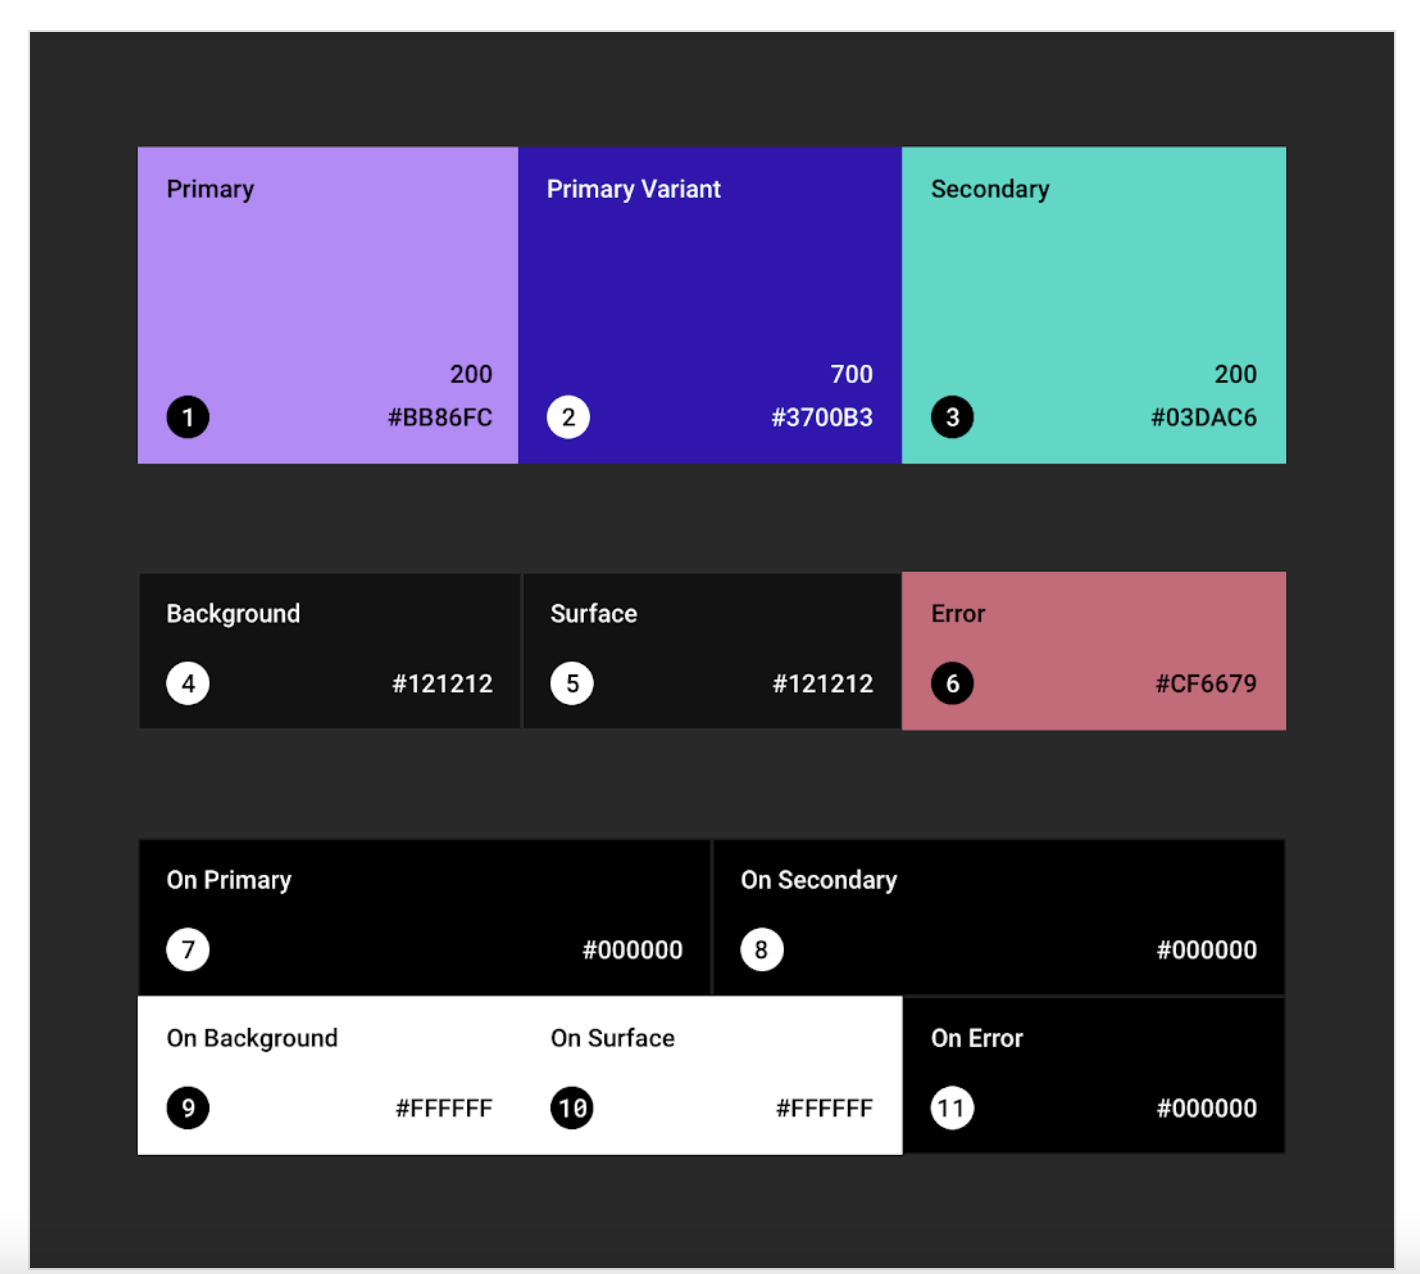 Primary
200
1 #BB86FC
Primary Variant
700
2 #3700B3
Secondary
200
3 #03DAC6
Background
4 #121212
Surface
5 #121212
Error
6 #CF6679
On Primary
7 #000000
On Secondary
8 #000000
On Background
9 #FFFFFF
On Surface
10 #FFFFFF
On Error
11 #000000